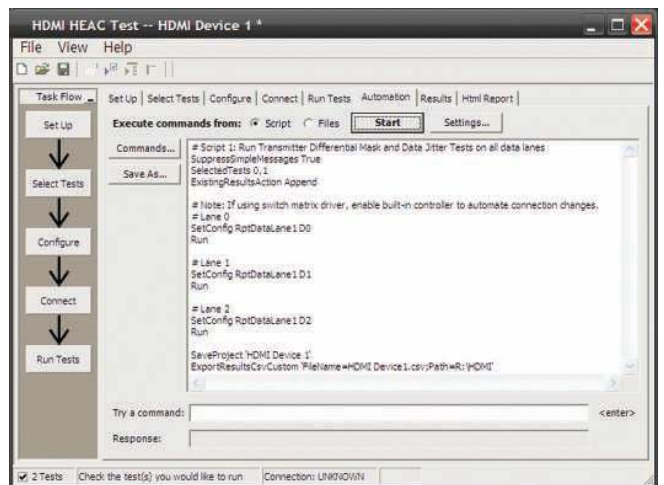 HDMI HEAC Test -- HDMI Device 1 *
File View Help
Task Flow
Set Up
Select Tests
Configure
Connect
Run Tests
Set Up | Select Tests | Configure | Connect | Run Tests | Automation | Results | Html Report |
Execute commands from: Script Files Start Settings...
Commands...
Save As...
# Script 1: Run Transmitter Differential Mask and Data Jitter Tests on all data lanes
SuppressSimpleMessages True
SelectedTests 0,1
ExistingResultsAction Append
# Note: If using switch matrix driver, enable built-in controller to automate connection changes.
# Lane 0
SetConfig RptDataLane1 D0
Run
# Lane 1
SetConfig RptDataLane1 D1
Run
# Lane 2
SetConfig RptDataLane1 D2
Run
SaveProject 'HDMI Device 1'
ExportResultsCsvCustom 'FileName=HDMI Device1.csv;Path=R:\HDMI'
Try a command: <enter>
Response:
2 Tests Check the test(s) you would like to run Connection: UNKNOWN